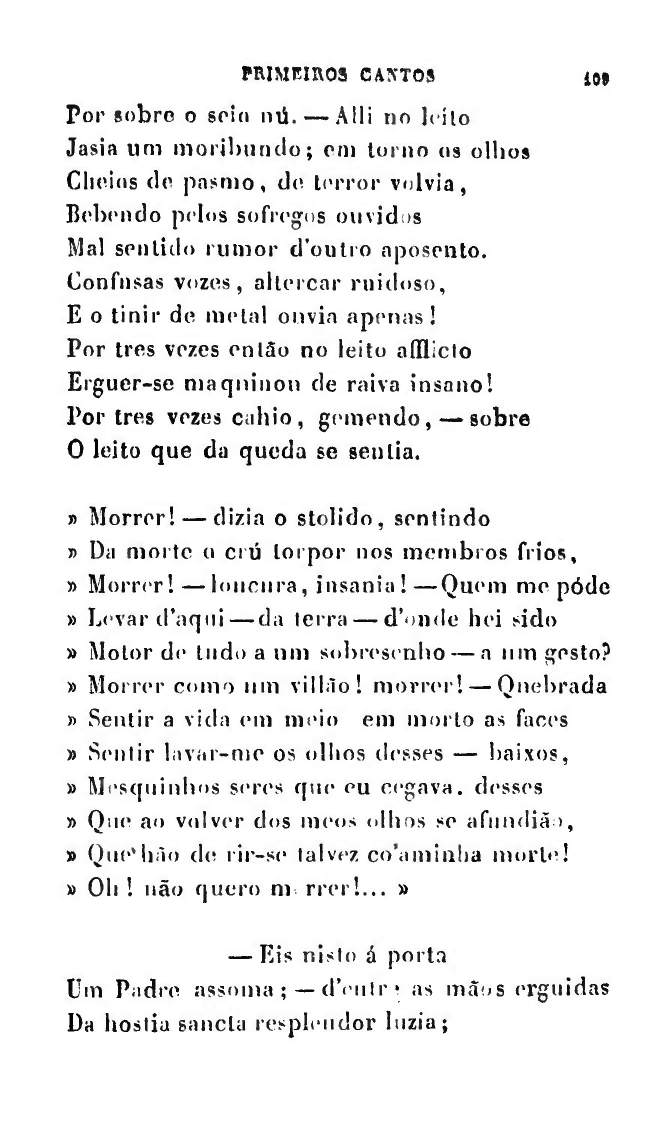 PRIMEIROS CANTOS 109
Por sobre o seio nú. — Alli no leito
Jasia um moribundo; em torno os olhos
Cheios de pasmo, de terror volvia,
Bebendo pelos sofregos ouvidos
Mal sentido rumor d'outro aposento.
Confusas vozes, altercar ruidoso,
E o tinir de metal ouvia apenas!
Por tres vezes então no leito afflicto
Erguer-se maquinou de raiva insano!
Por tres vezes cahio, gemendo, — sobre
O leito que da queda se sentia.

» Morrer! — dizia o stolido, sentindo
» Da morte o crú torpor nos membros frios,
» Morrer! — loucura, insania! — Quem me póde
» Levar d'aqui — da terra — d'onde hei sido
» Motor de tudo a um sobresenho — a um gesto?
» Morrer como um villão! morrer! — Quebrada
» Sentir a vida em meio em morto as faces
» Sentir lavar-me os olhos desses — baixos,
» Mesquinhos seres que eu cegava. desses
» Que ao volver dos meos olhos se afundião,
» Que hão de rir-se talvez co'aminha morte!
» Oh! não quero morrer!... »

— Eis nisto á porta
Um Padre assoma; — d'entre as mãos erguidas
Da hostia sancta resplendor luzia;